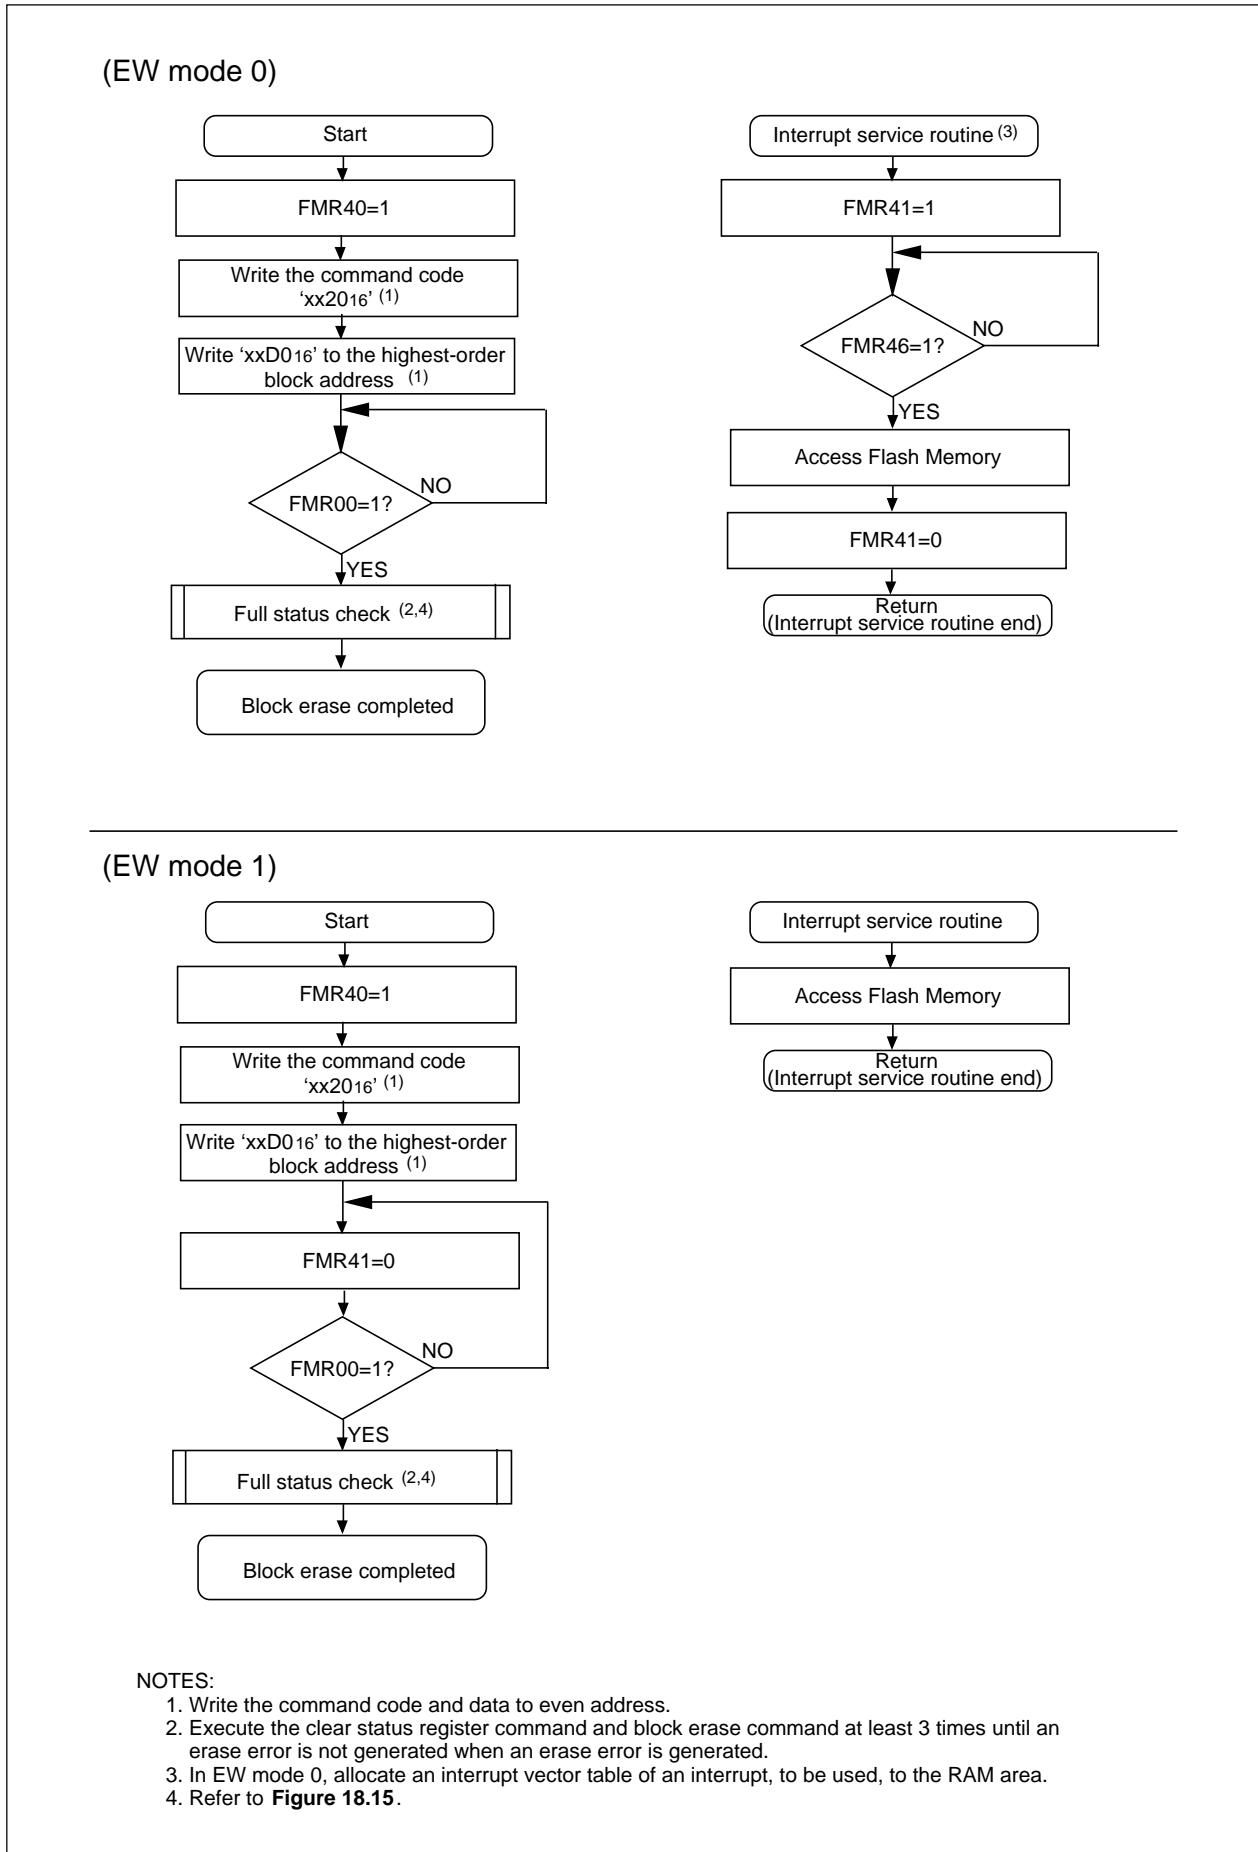 (EW mode 0)
Start
FMR40=1
Write the command code
‘xx2016’ (1)
Write ‘xxD016’ to the highest-order
block address (1)
FMR00=1?
NO
YES
Full status check (2,4)
Block erase completed
Interrupt service routine (3)
FMR41=1
FMR46=1?
NO
YES
Access Flash Memory
FMR41=0
Return
(Interrupt service routine end)
(EW mode 1)
Start
FMR40=1
Write the command code
‘xx2016’ (1)
Write ‘xxD016’ to the highest-order
block address (1)
FMR41=0
FMR00=1?
NO
YES
Full status check (2,4)
Block erase completed
Interrupt service routine
Access Flash Memory
Return
(Interrupt service routine end)
NOTES:
1. Write the command code and data to even address.
2. Execute the clear status register command and block erase command at least 3 times until an
erase error is not generated when an erase error is generated.
3. In EW mode 0, allocate an interrupt vector table of an interrupt, to be used, to the RAM area.
4. Refer to Figure 18.15.